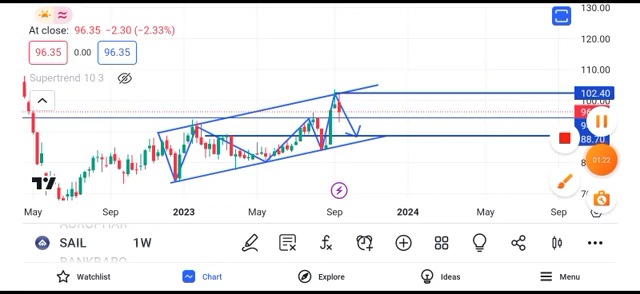 130.00
At close: 96.35 −2.30 (−2.33%)
120.00
96.35 0.00 96.35
110.00
Supertrend 10 3
102.40
100.00
88.70
01:22
May Sep 2023 May Sep 2024 May Sep
SAIL 1W
Watchlist Chart Explore Ideas Menu